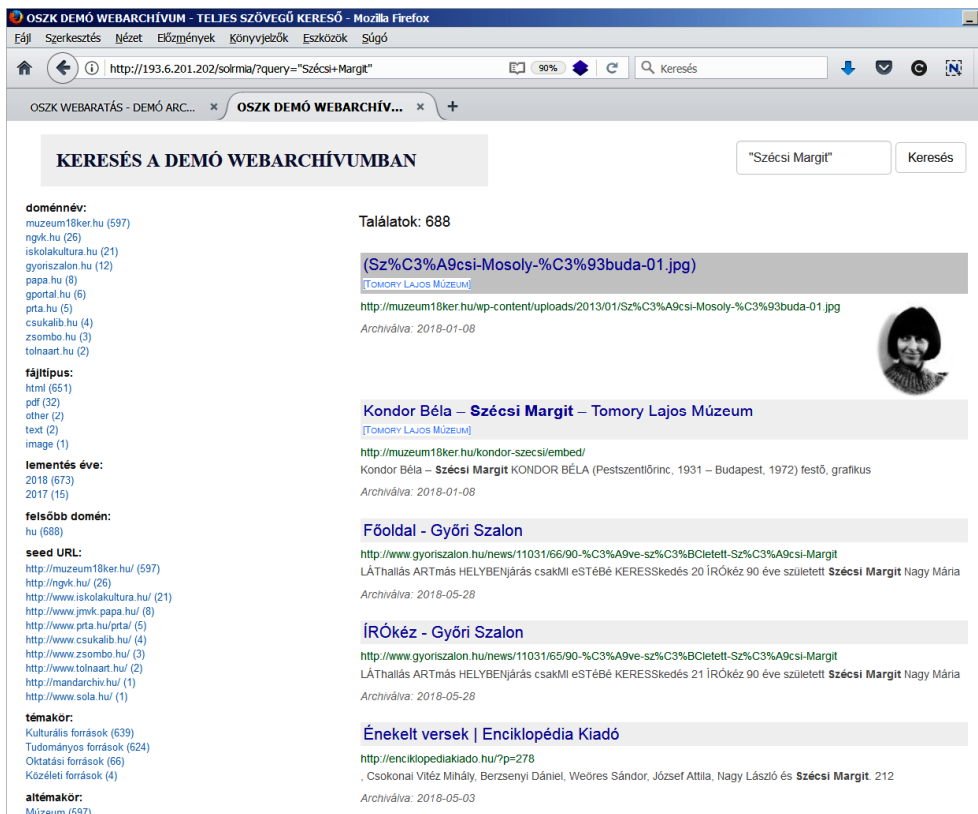 OSZK DEMÓ WEBARCHÍVUM - TELJES SZÖVEGŰ KERESŐ - Mozilla Firefox
Fájl Szerkesztés Nézet Előzmények Könyvjelzők Eszközök Súgó
http://193.6.201.202/solrmia/?query="Szécsi+Margit" 90% Keresés
OSZK WEBARATÁS - DEMÓ ARC... × OSZK DEMÓ WEBARCHÍV... × +
KERESÉS A DEMÓ WEBARCHÍVUMBAN
"Szécsi Margit" Keresés
doménnév:
muzeum18ker.hu (597)
ngvk.hu (26)
iskolakultura.hu (21)
gyoriszalon.hu (12)
papa.hu (8)
gportal.hu (6)
prta.hu (5)
csukalib.hu (4)
zsombo.hu (3)
tolnaart.hu (2)
fájltípus:
html (651)
pdf (32)
other (2)
text (2)
image (1)
lementés éve:
2018 (673)
2017 (15)
felsőbb domén:
hu (688)
seed URL:
http://muzeum18ker.hu/ (597)
http://ngvk.hu/ (26)
http://www.iskolakultura.hu/ (21)
http://www.jmvk.papa.hu/ (8)
http://www.prta.hu/prta/ (5)
http://www.csukalib.hu/ (4)
http://www.zsombo.hu/ (3)
http://www.tolnaart.hu/ (2)
http://mandarchiv.hu/ (1)
http://www.sola.hu/ (1)
témakör:
Kulturális források (639)
Tudományos források (624)
Oktatási források (66)
Közéleti források (4)
altémakör:
Múzeum (597)
Találatok: 688
(Sz%C3%A9csi-Mosoly-%C3%93buda-01.jpg)
[TOMORY LAJOS MÚZEUM]
http://muzeum18ker.hu/wp-content/uploads/2013/01/Sz%C3%A9csi-Mosoly-%C3%93buda-01.jpg
Archiválva: 2018-01-08
Kondor Béla – Szécsi Margit – Tomory Lajos Múzeum
[TOMORY LAJOS MÚZEUM]
http://muzeum18ker.hu/kondor-szecsi/embed/
Kondor Béla – Szécsi Margit KONDOR BÉLA (Pestszentlőrinc, 1931 – Budapest, 1972) festő, grafikus
Archiválva: 2018-01-08
Főoldal - Győri Szalon
http://www.gyoriszalon.hu/news/11031/66/90-%C3%A9ve-sz%C3%BCletett-Sz%C3%A9csi-Margit
LÁThallás ARTmás HELYBENjárás csakMI eSTéBé KERESSkedés 20 ÍRÓkéz 90 éve született Szécsi Margit Nagy Mária
Archiválva: 2018-05-28
ÍRÓkéz - Győri Szalon
http://www.gyoriszalon.hu/news/11031/65/90-%C3%A9ve-sz%C3%BCletett-Sz%C3%A9csi-Margit
LÁThallás ARTmás HELYBENjárás csakMI eSTéBé KERESSkedés 21 ÍRÓkéz 90 éve született Szécsi Margit Nagy Mária
Archiválva: 2018-05-28
Énekelt versek | Enciklopédia Kiadó
http://enciklopediakiado.hu/?p=278
, Csokonai Vitéz Mihály, Berzsenyi Dániel, Weöres Sándor, József Attila, Nagy László és Szécsi Margit. 212
Archiválva: 2018-05-03